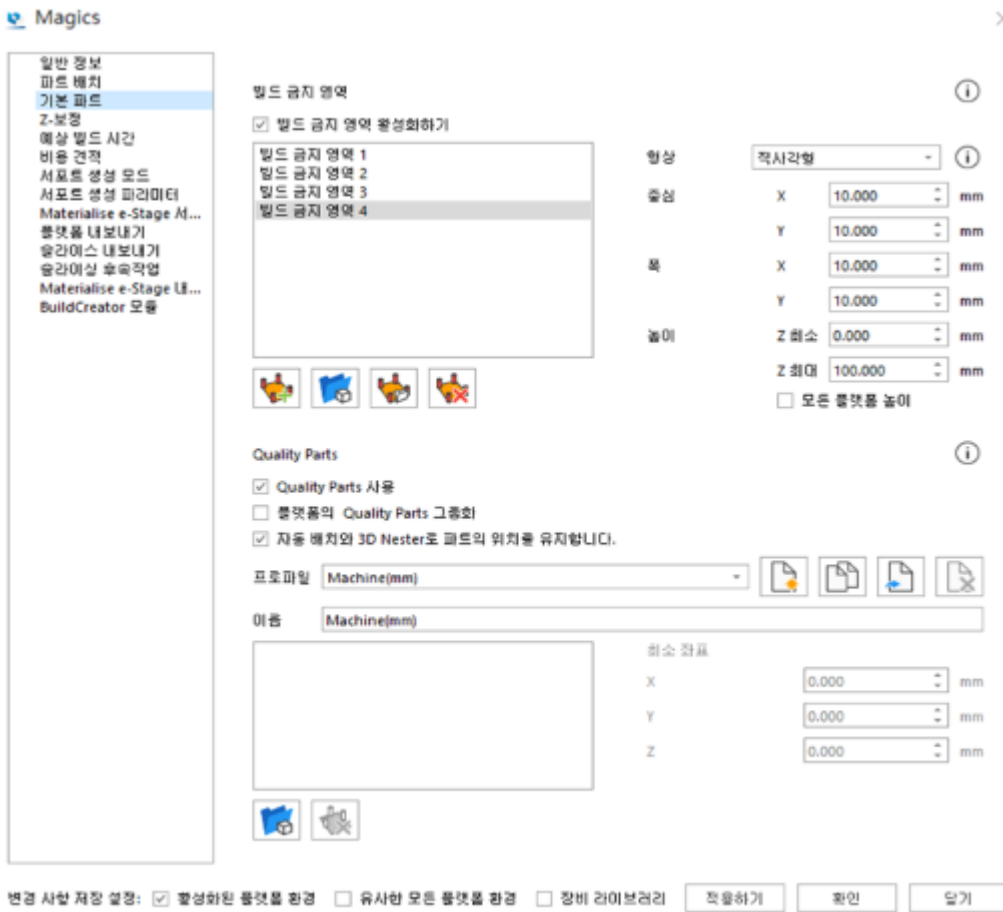 Magics
일반 정보
파트 배치
기본 파트
Z-보정
예상 빌드 시간
비용 견적
서포트 생성 모드
서포트 생성 파라미터
Materialise e-Stage 서...
플랫폼 내보내기
슬라이스 내보내기
슬라이싱 후속작업
Materialise e-Stage 내...
BuildCreator 모듈
빌드 금지 영역
빌드 금지 영역 활성화하기
빌드 금지 영역 1
빌드 금지 영역 2
빌드 금지 영역 3
빌드 금지 영역 4
형상 직사각형
중심 X 10.000 mm
Y 10.000 mm
폭 X 10.000 mm
Y 10.000 mm
높이 Z 최소 0.000 mm
Z 최대 100.000 mm
모든 플랫폼 높이
Quality Parts
Quality Parts 사용
플랫폼의 Quality Parts 그룹화
자동 배치와 3D Nester로 파트의 위치를 유지합니다.
프로파일 Machine(mm)
이름 Machine(mm)
최소 좌표
X 0.000 mm
Y 0.000 mm
Z 0.000 mm
변경 사항 저장 설정: 활성화된 플랫폼 환경 유사한 모든 플랫폼 환경 장비 라이브러리 적용하기 확인 닫기